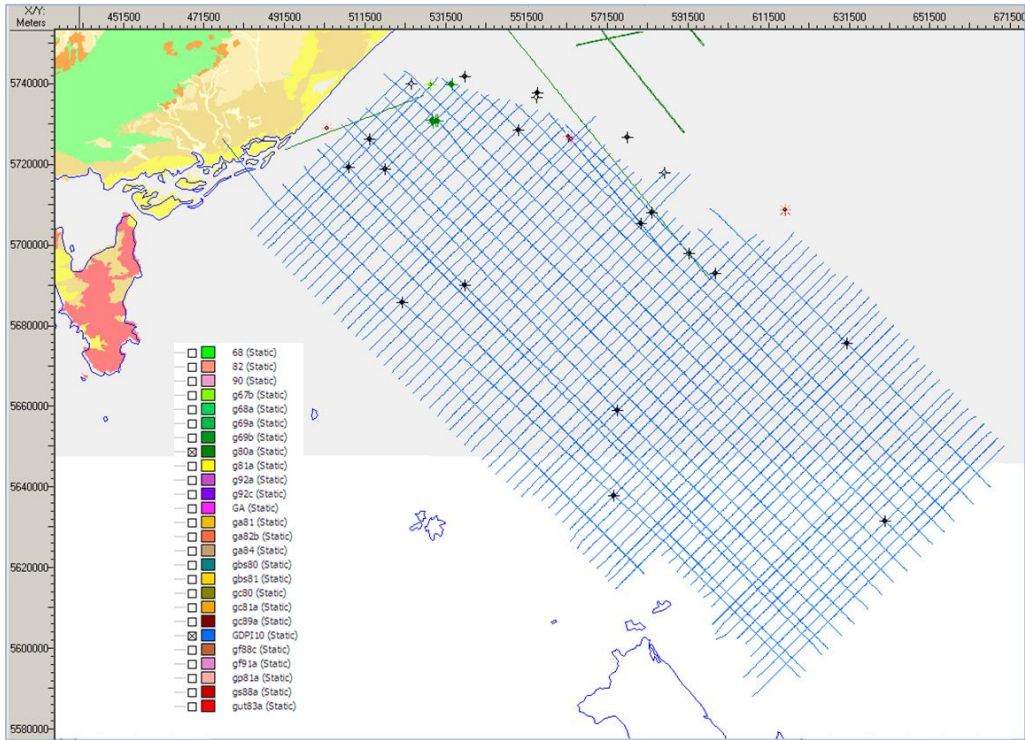 X/Y:
Meters
451500 471500 491500 511500 531500 551500 571500 591500 611500 631500 651500 671500
5740000
5720000
5700000
5680000
5660000
5640000
5620000
5600000
5580000
68 (Static)
82 (Static)
90 (Static)
g67b (Static)
g68a (Static)
g69a (Static)
g69b (Static)
g80a (Static)
g81a (Static)
g92a (Static)
g92c (Static)
GA (Static)
ga81 (Static)
ga82b (Static)
ga84 (Static)
gbs80 (Static)
gbs81 (Static)
gc80 (Static)
gc81a (Static)
gc89a (Static)
GDPI10 (Static)
gf88c (Static)
gf91a (Static)
gp81a (Static)
gs88a (Static)
gut83a (Static)